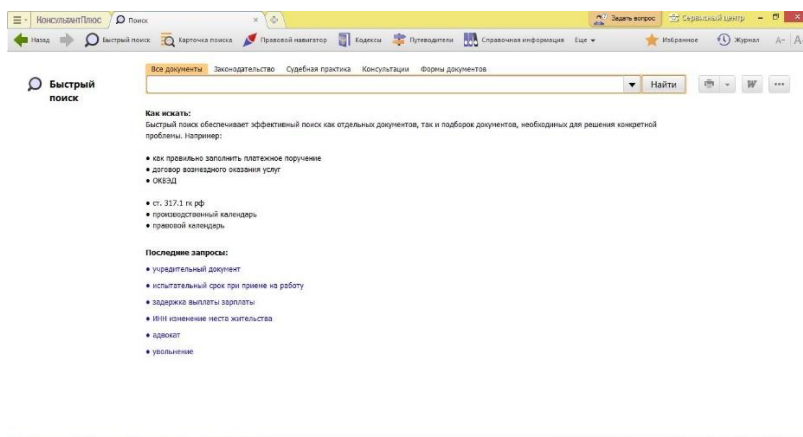 КонсультантПлюс Поиск Задать вопрос Сервисный центр
Назад Быстрый поиск Карточка поиска Правовой навигатор Кодексы Путеводители Справочная информация Еще Избранное Журнал A- A
Все документы Законодательство Судебная практика Консультации Формы документов
Быстрый
поиск
Найти W
Как искать:
Быстрый поиск обеспечивает эффективный поиск как отдельных документов, так и подборок документов, необходимых для решения конкретной
проблемы. Например:
• как правильно заполнить платежное поручение
• договор возмездного оказания услуг
• ОКВЭД
• ст. 317.1 гк рф
• производственный календарь
• правовой календарь
Последние запросы:
• учредительный документ
• испытательный срок при приеме на работу
• задержка выплаты зарплаты
• ИНН изменение места жительства
• адвокат
• увольнение